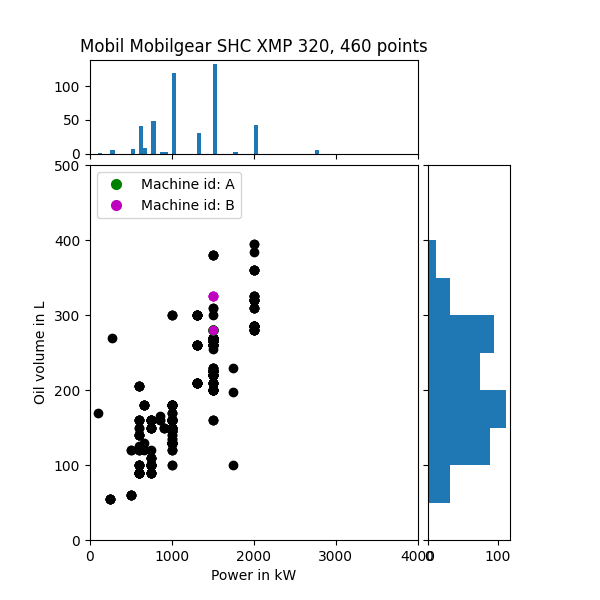 Mobil Mobilgear SHC XMP 320, 460 points
100
50
0
500
400
300
200
100
0
Oil volume in L
Machine id: A
Machine id: B
0 1000 2000 3000 4000
0 100
Power in kW